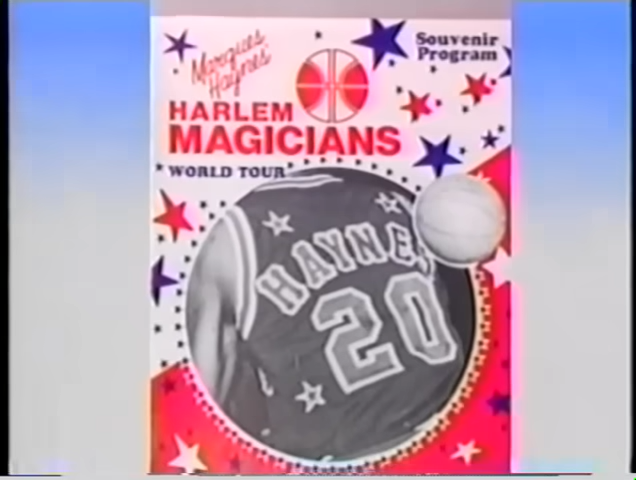 Marques
Haynes'
Souvenir
Program
HARLEM
MAGICIANS
WORLD TOUR
HAYNES
20